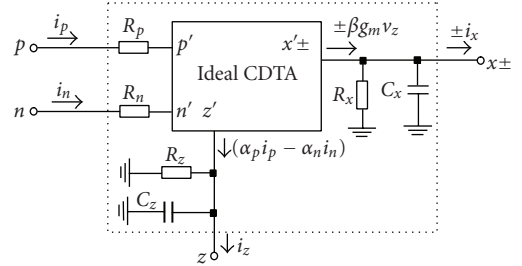 i_p
R_p
p
p′
x′±
±βg_m v_z
±i_x
x±
Ideal CDTA
i_n
R_n
n
n′
z′
R_x
C_x
(α_p i_p − α_n i_n)
R_z
C_z
z
i_z